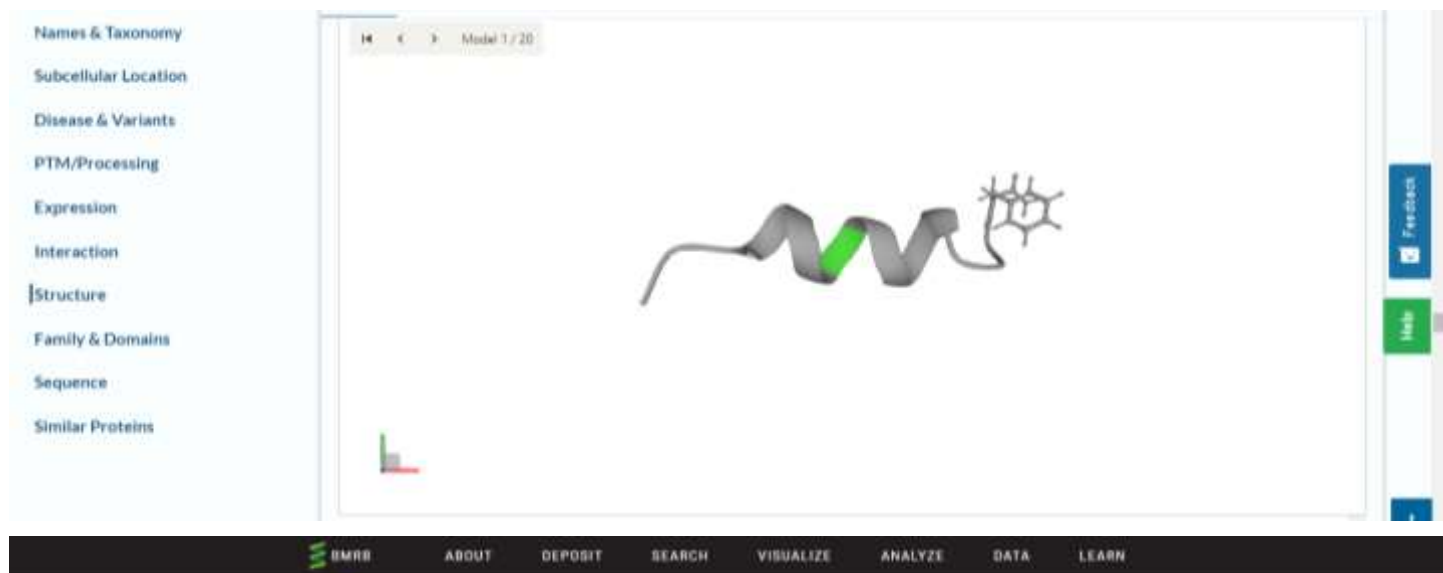 Names & Taxonomy
Subcellular Location
Disease & Variants
PTM/Processing
Expression
Interaction
Structure
Family & Domains
Sequence
Similar Proteins
Model 1 / 20
Feedback
Help
BMRB ABOUT DEPOSIT SEARCH VISUALIZE ANALYZE DATA LEARN